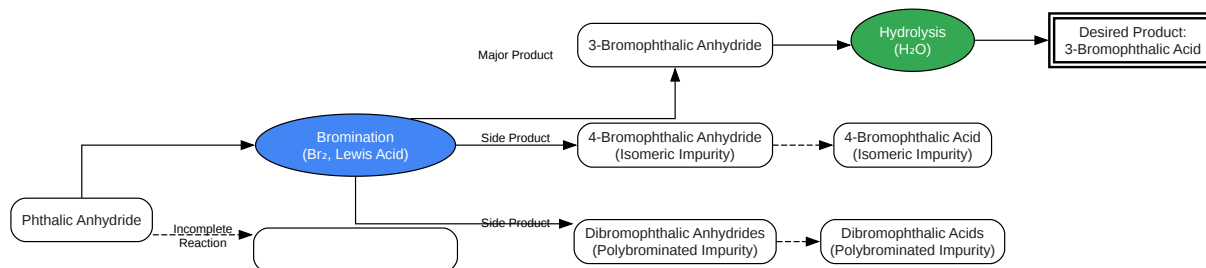 Phthalic Anhydride
Incomplete
Reaction
Bromination
(Br₂, Lewis Acid)
Major Product
3-Bromophthalic Anhydride
Hydrolysis
(H₂O)
Desired Product:
3-Bromophthalic Acid
Side Product
4-Bromophthalic Anhydride
(Isomeric Impurity)
4-Bromophthalic Acid
(Isomeric Impurity)
Side Product
Dibromophthalic Anhydrides
(Polybrominated Impurity)
Dibromophthalic Acids
(Polybrominated Impurity)